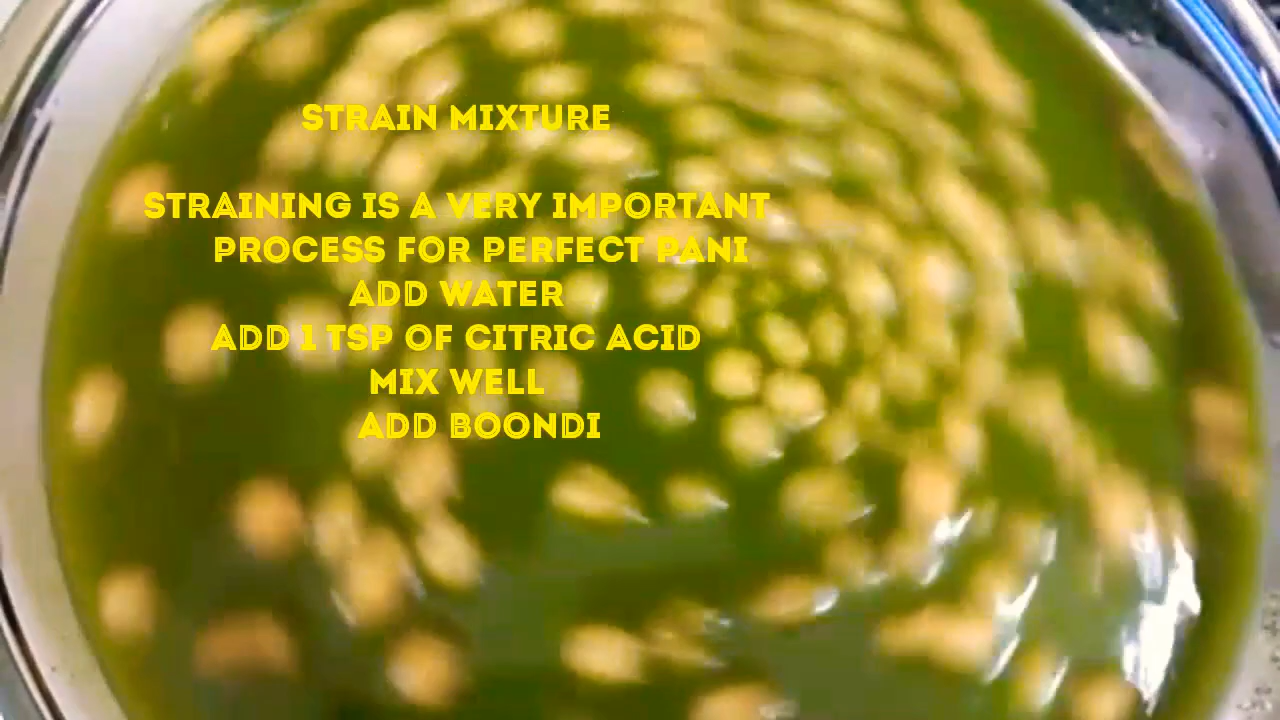 STRAIN MIXTURE
STRAINING IS A VERY IMPORTANT
PROCESS FOR PERFECT PANI
ADD WATER
ADD 1 TSP OF CITRIC ACID
MIX WELL
ADD BOONDI